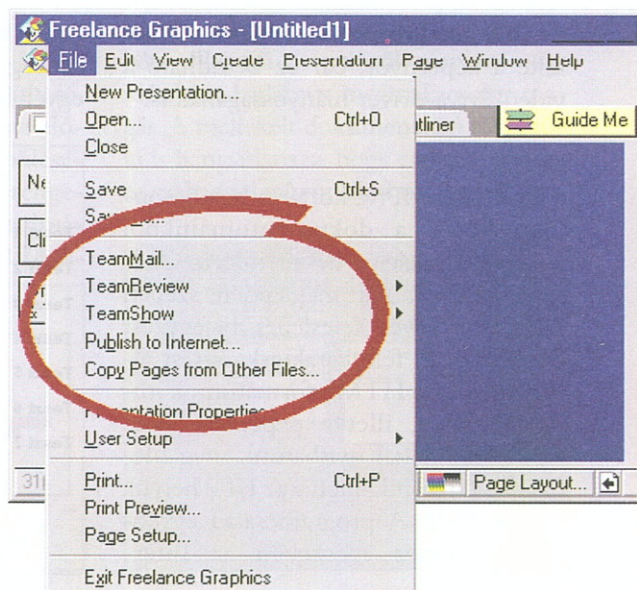 Freelance Graphics - [Untitled1]
File Edit View Create Presentation Page Window Help
New Presentation...
Open... Ctrl+O
Close
Save Ctrl+S
TeamMail...
TeamReview
TeamShow
Publish to Internet...
Copy Pages from Other Files...
Presentation Properties
User Setup
Print... Ctrl+P
Print Preview...
Page Setup...
Exit Freelance Graphics
Guide Me
Page Layout...